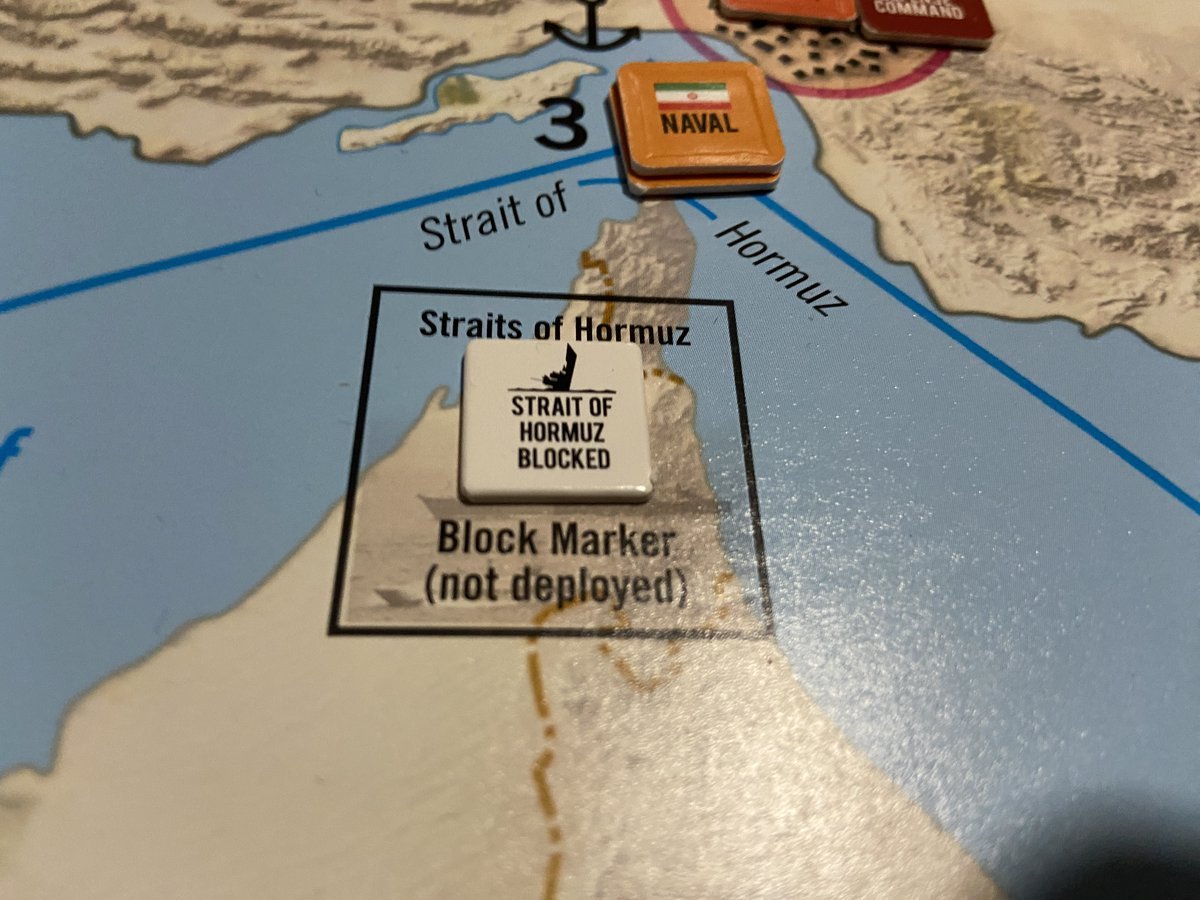 COMMAND
NAVAL
3
Strait of
Hormuz
Straits of Hormuz
STRAIT OF
HORMUZ
BLOCKED
Block Marker
(not deployed)
f